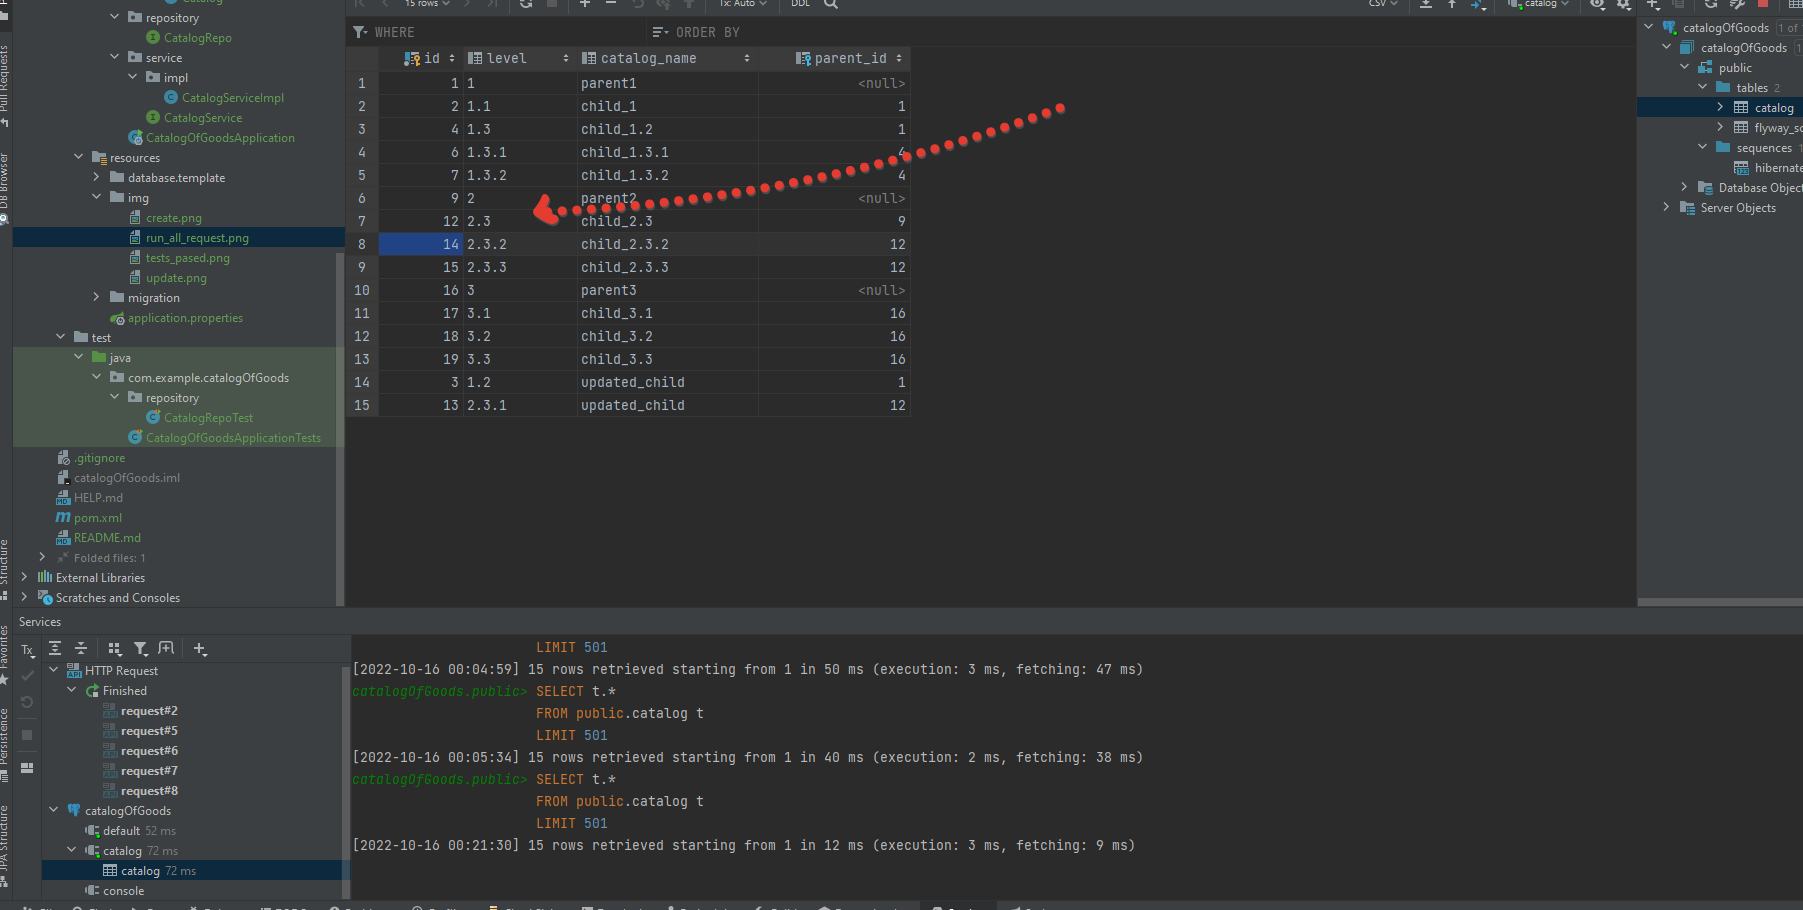 Catalog
repository
CatalogRepo
service
impl
CatalogServiceImpl
CatalogService
CatalogOfGoodsApplication
resources
database.template
img
create.png
run_all_request.png
tests_pased.png
update.png
migration
application.properties
test
java
com.example.catalogOfGoods
repository
CatalogRepoTest
CatalogOfGoodsApplicationTests
.gitignore
catalogOfGoods.iml
HELP.md
pom.xml
README.md
Folded files: 1
External Libraries
Scratches and Consoles
Pull Requests
DB Browser
Structure
Favorites
Persistence
JPA Structure
15 rows
Tx: Auto
DDL
CSV
catalog
WHERE
ORDER BY
id level catalog_name parent_id
1 1 1 parent1 <null>
2 2 1.1 child_1 1
3 4 1.3 child_1.2 1
4 6 1.3.1 child_1.3.1 4
5 7 1.3.2 child_1.3.2 4
6 9 2 parent2 <null>
7 12 2.3 child_2.3 9
8 14 2.3.2 child_2.3.2 12
9 15 2.3.3 child_2.3.3 12
10 16 3 parent3 <null>
11 17 3.1 child_3.1 16
12 18 3.2 child_3.2 16
13 19 3.3 child_3.3 16
14 3 1.2 updated_child 1
15 13 2.3.1 updated_child 12
catalogOfGoods 1 of
catalogOfGoods 1
public
tables 2
catalog
flyway_sc
sequences 1
hibernate
Database Object
Server Objects
Services
Tx
HTTP Request
Finished
request#2
request#5
request#6
request#7
request#8
catalogOfGoods
default 52 ms
catalog 72 ms
catalog 72 ms
console
LIMIT 501
[2022-10-16 00:04:59] 15 rows retrieved starting from 1 in 50 ms (execution: 3 ms, fetching: 47 ms)
catalogOfGoods.public> SELECT t.*
FROM public.catalog t
LIMIT 501
[2022-10-16 00:05:34] 15 rows retrieved starting from 1 in 40 ms (execution: 2 ms, fetching: 38 ms)
catalogOfGoods.public> SELECT t.*
FROM public.catalog t
LIMIT 501
[2022-10-16 00:21:30] 15 rows retrieved starting from 1 in 12 ms (execution: 3 ms, fetching: 9 ms)